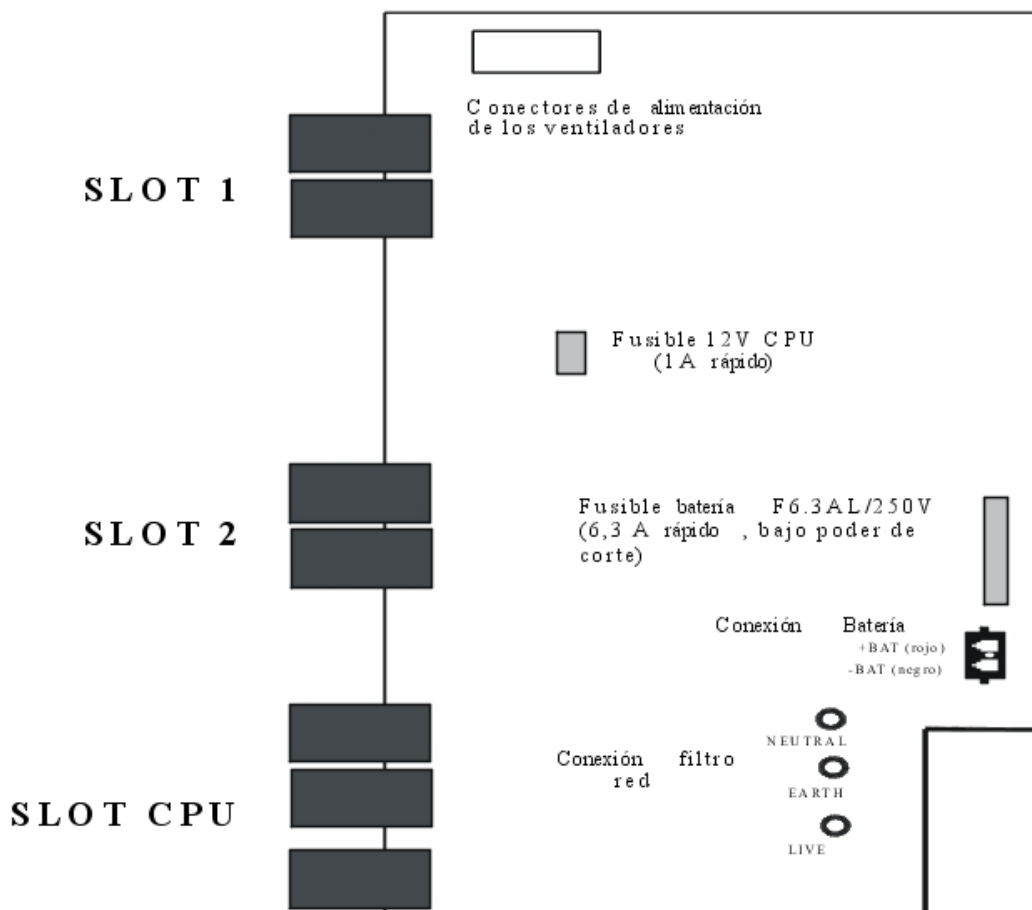 Conectores de alimentación
de los ventiladores
SLOT 1
Fusible 12V CPU
(1A rápido)
SLOT 2
Fusible batería F6.3AL/250V
(6,3 A rápido , bajo poder de
corte)
Conexión Batería
+BAT (rojo)
-BAT (negro)
NEUTRAL
Conexión filtro
red
EARTH
SLOT CPU
LIVE